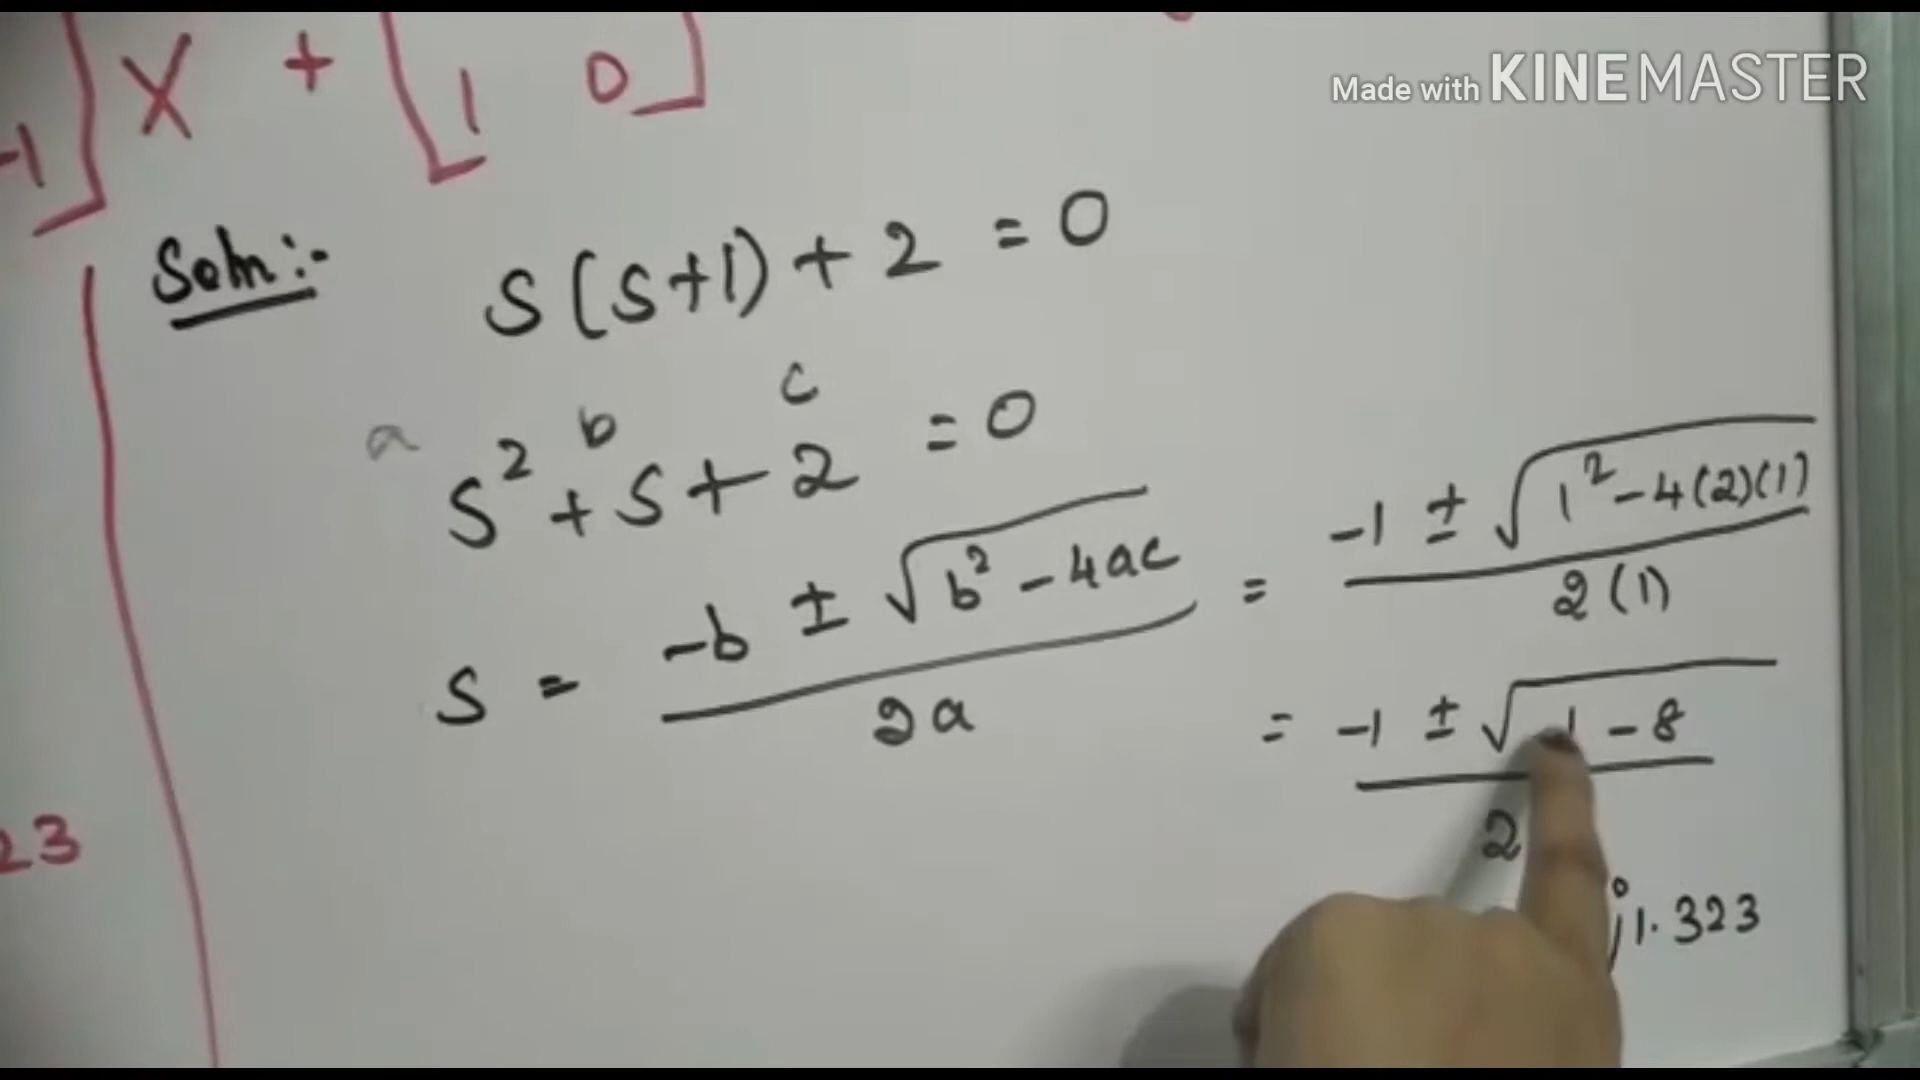 -1 ] X + [ 1 0 ]
Made with KINEMASTER
Soln:-
s(s+1)+2 = 0
a b c
s² + s + 2 = 0
s = (-b ± √(b² - 4ac)) / 2a = (-1 ± √(1² - 4(2)(1))) / 2(1)
= (-1 ± √(1 - 8)) / 2
23
j1.323